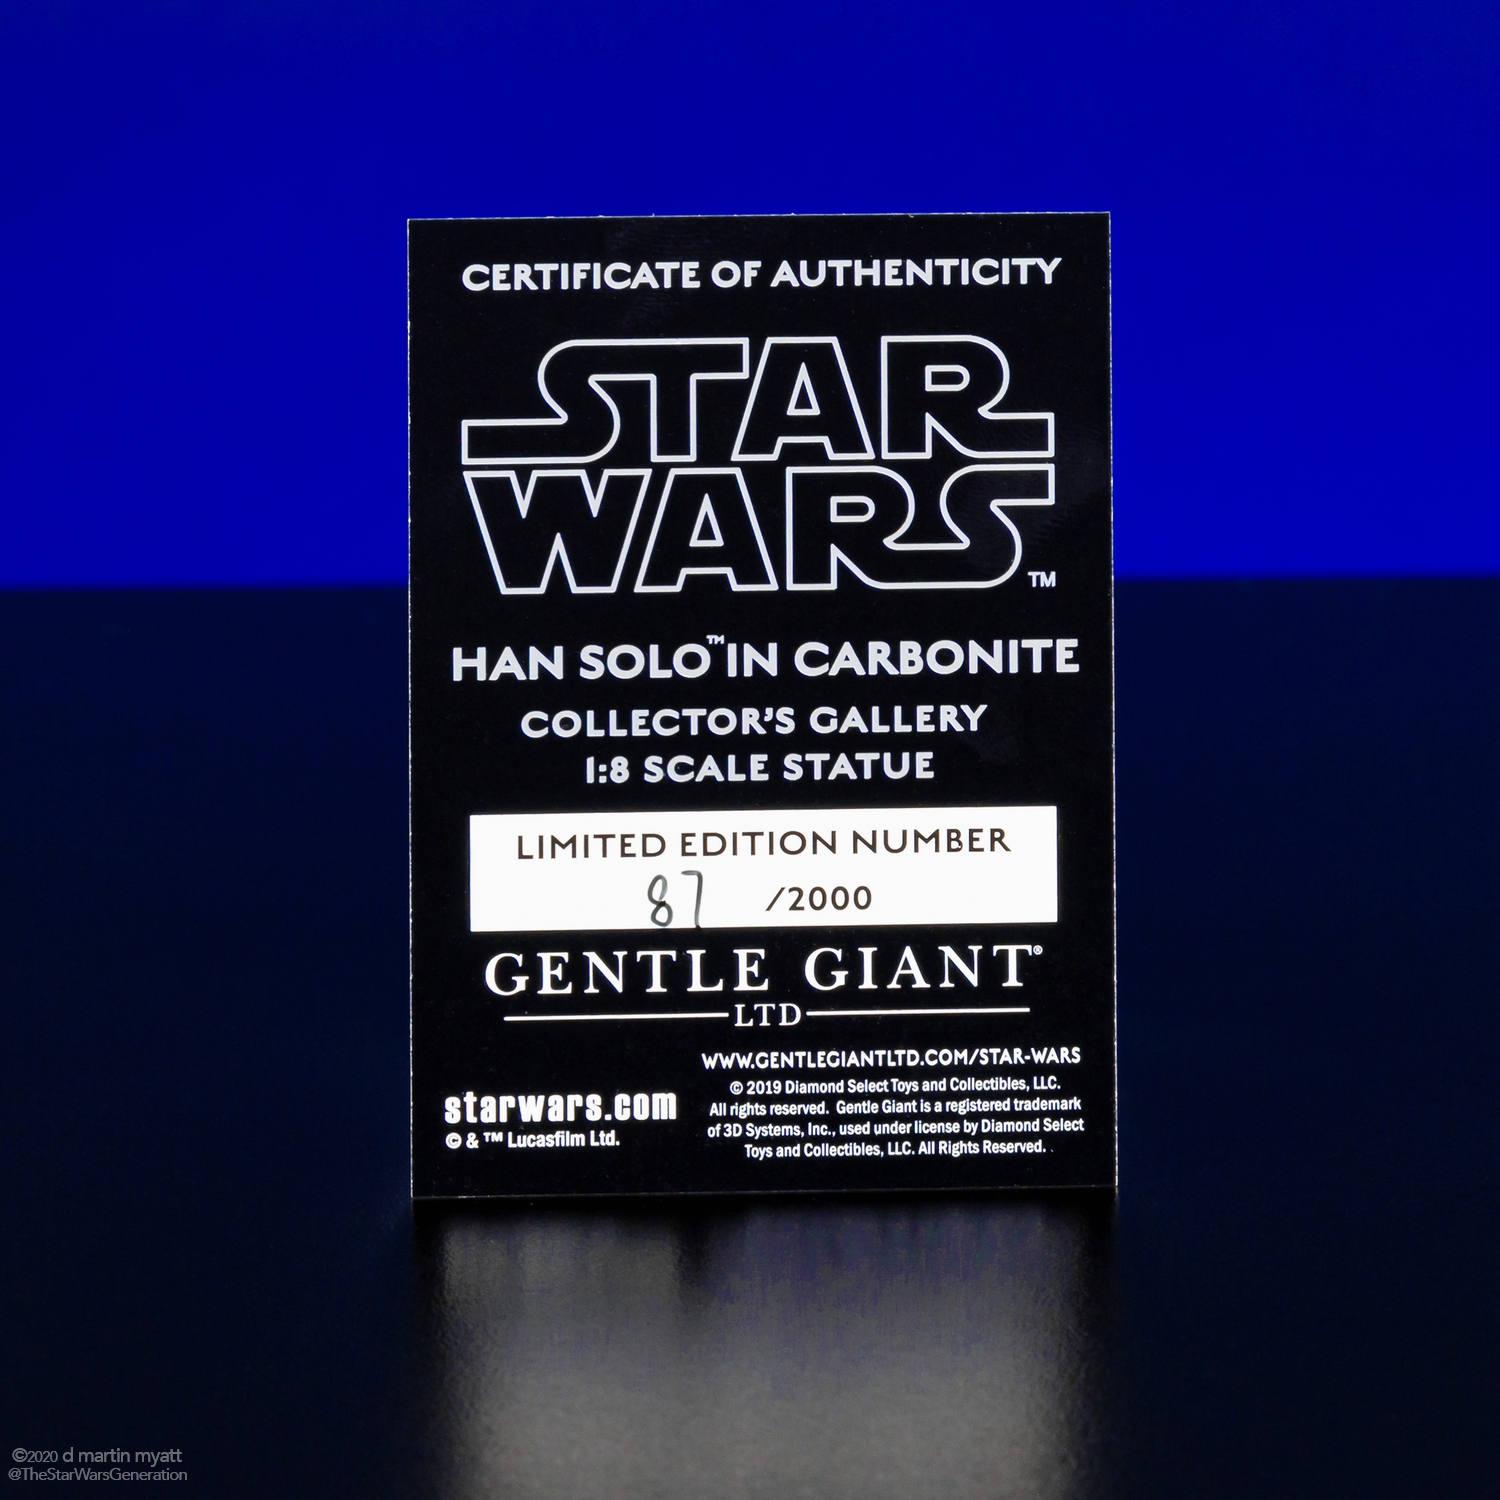 CERTIFICATE OF AUTHENTICITY
STAR
WARS™
HAN SOLO™ IN CARBONITE
COLLECTOR'S GALLERY
1:8 SCALE STATUE
LIMITED EDITION NUMBER
87 /2000
GENTLE GIANT®
LTD
WWW.GENTLEGIANTLTD.COM/STAR-WARS
starwars.com
© & ™ Lucasfilm Ltd.
© 2019 Diamond Select Toys and Collectibles, LLC.
All rights reserved. Gentle Giant is a registered trademark
of 3D Systems, Inc., used under license by Diamond Select
Toys and Collectibles, LLC. All Rights Reserved.
©2020 d martin myatt
@TheStarWarsGeneration